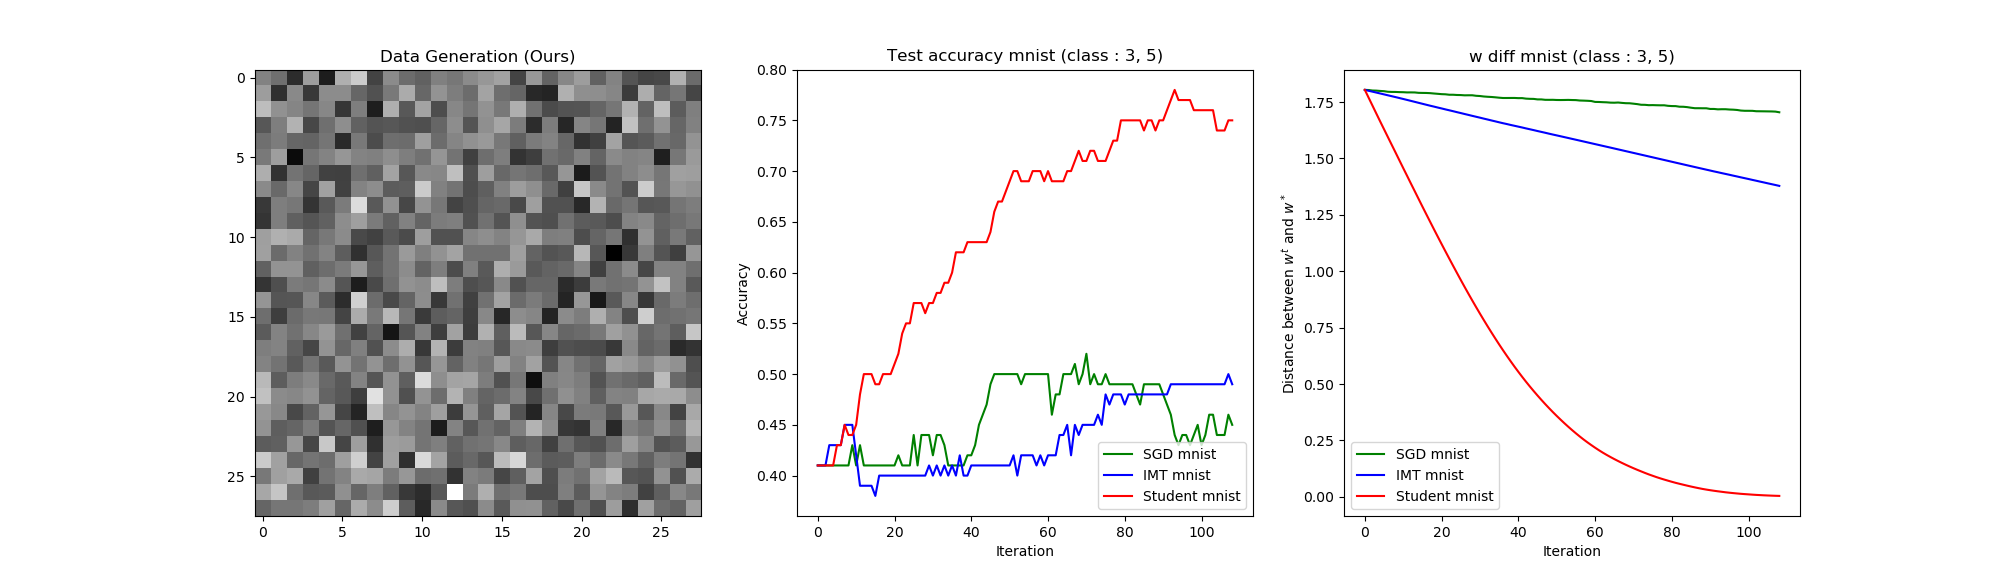 Data Generation (Ours)
0
5
10
15
20
25
0 5 10 15 20 25
Test accuracy mnist (class : 3, 5)
Accuracy
0.80
0.75
0.70
0.65
0.60
0.55
0.50
0.45
0.40
SGD mnist
IMT mnist
Student mnist
0 20 40 60 80 100
Iteration
w diff mnist (class : 3, 5)
Distance between w^t and w^*
1.75
1.50
1.25
1.00
0.75
0.50
0.25
0.00
SGD mnist
IMT mnist
Student mnist
0 20 40 60 80 100
Iteration